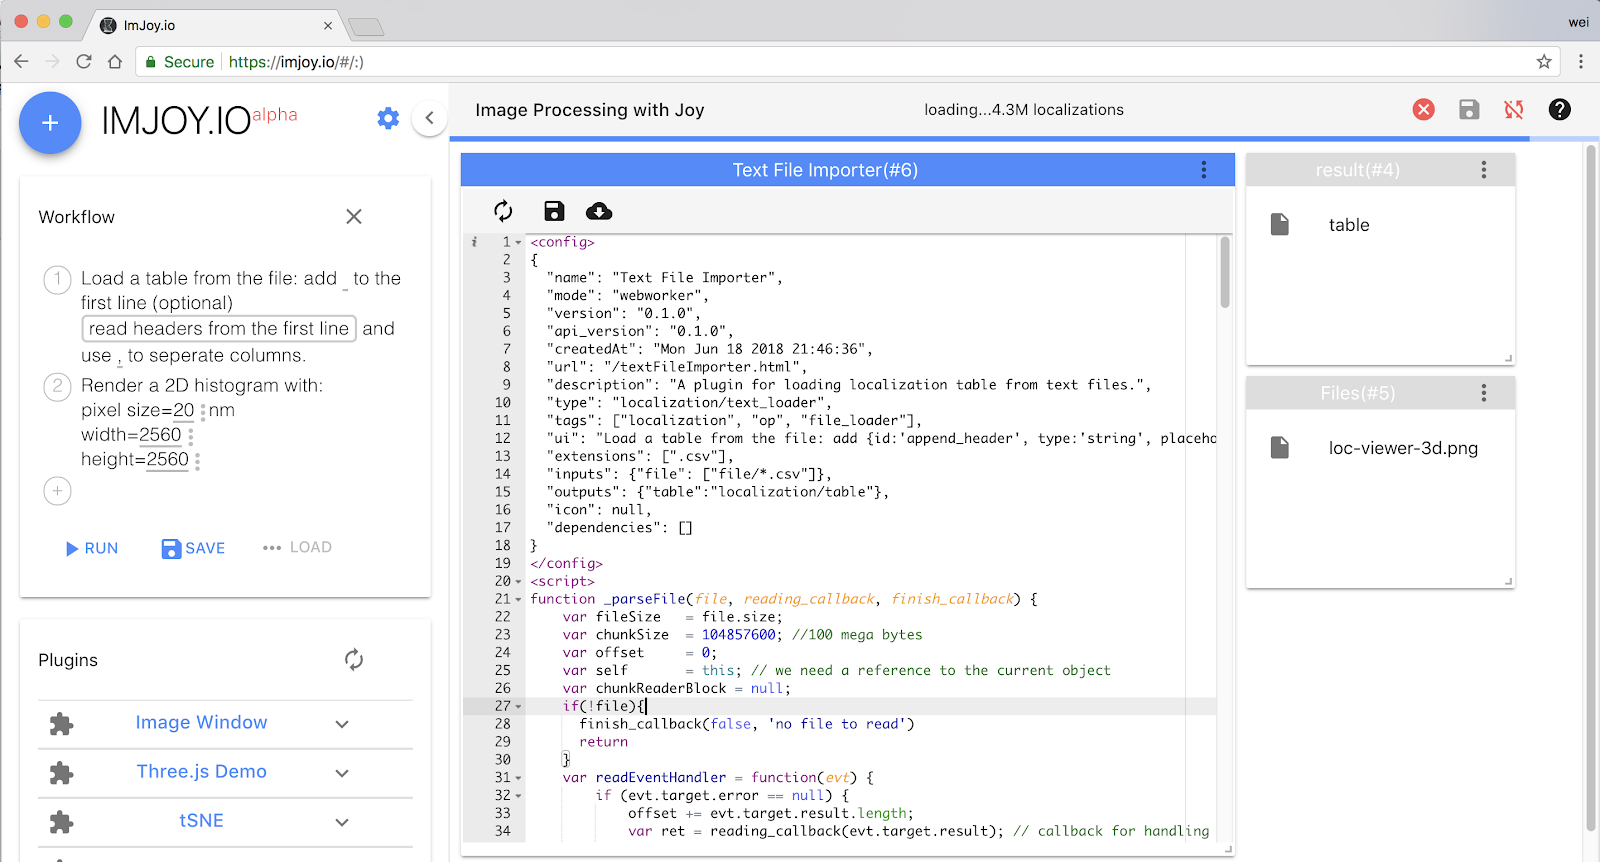 ImJoy.io
wei
Secure
https://imjoy.io/#/:)
IMJOY.IO alpha
Image Processing with Joy
loading...4.3M localizations
Workflow
1 Load a table from the file: add _ to the
first line (optional)
read headers from the first line and
use , to seperate columns.
2 Render a 2D histogram with:
pixel size=20 nm
width=2560
height=2560
RUN
SAVE
LOAD
Plugins
Image Window
Three.js Demo
tSNE
Text File Importer(#6)
1 <config>
2 {
3 "name": "Text File Importer",
4 "mode": "webworker",
5 "version": "0.1.0",
6 "api_version": "0.1.0",
7 "createdAt": "Mon Jun 18 2018 21:46:36",
8 "url": "/textFileImporter.html",
9 "description": "A plugin for loading localization table from text files.",
10 "type": "localization/text_loader",
11 "tags": ["localization", "op", "file_loader"],
12 "ui": "Load a table from the file: add {id:'append_header', type:'string', placeho
13 "extensions": [".csv"],
14 "inputs": {"file": ["file/*.csv"]},
15 "outputs": {"table":"localization/table"},
16 "icon": null,
17 "dependencies": []
18 }
19 </config>
20 <script>
21 function _parseFile(file, reading_callback, finish_callback) {
22 var fileSize = file.size;
23 var chunkSize = 104857600; //100 mega bytes
24 var offset = 0;
25 var self = this; // we need a reference to the current object
26 var chunkReaderBlock = null;
27 if(!file){
28 finish_callback(false, 'no file to read')
29 return
30 }
31 var readEventHandler = function(evt) {
32 if (evt.target.error == null) {
33 offset += evt.target.result.length;
34 var ret = reading_callback(evt.target.result); // callback for handling
result(#4)
table
Files(#5)
loc-viewer-3d.png